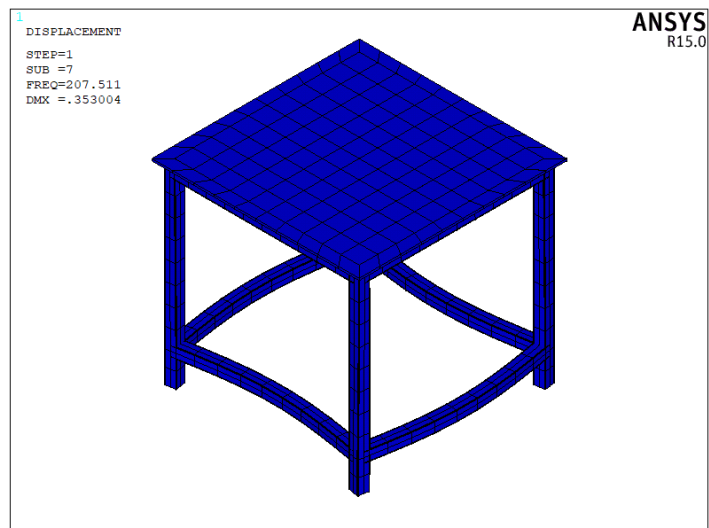 1
DISPLACEMENT
STEP=1
SUB =7
FREQ=207.511
DMX =.353004
ANSYS
R15.0